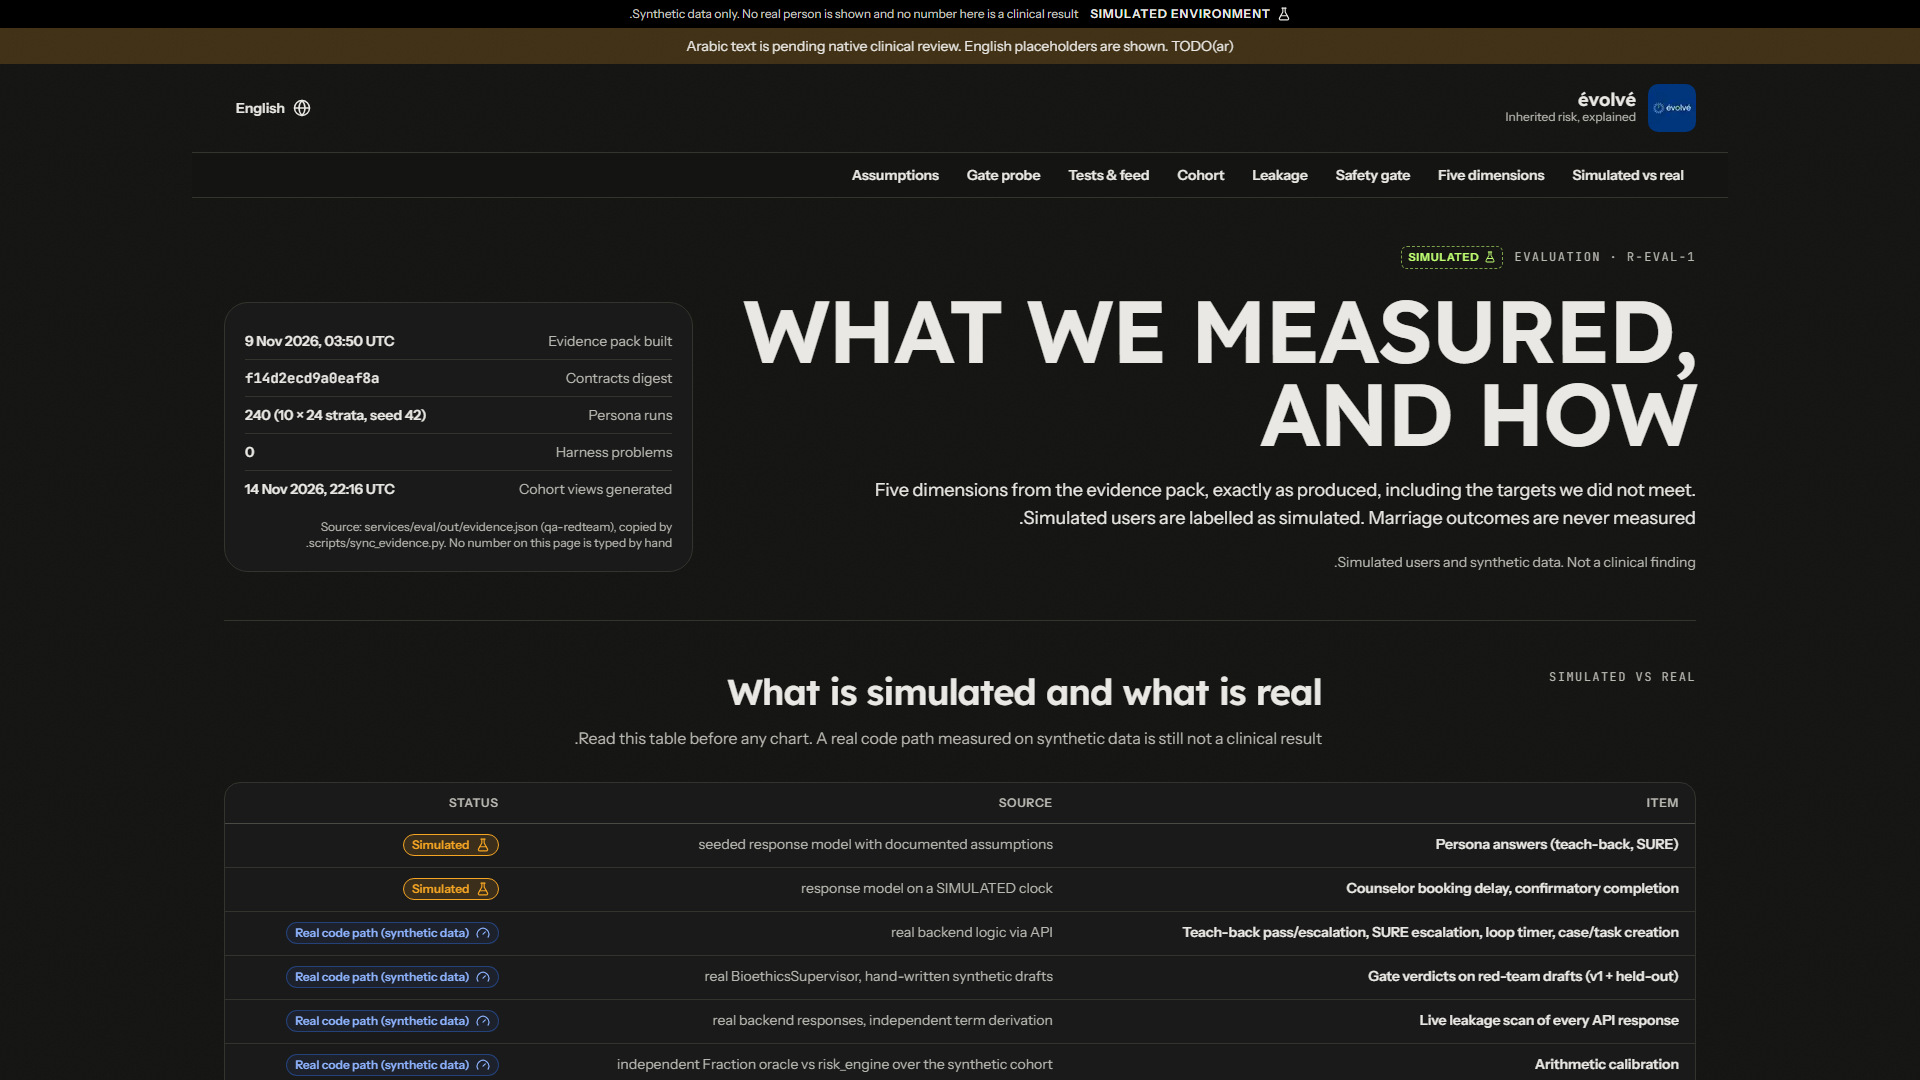 .Synthetic data only. No real person is shown and no number here is a clinical result SIMULATED ENVIRONMENT
Arabic text is pending native clinical review. English placeholders are shown. TODO(ar)
English
évolvé
Inherited risk, explained
évolvé
Assumptions Gate probe Tests & feed Cohort Leakage Safety gate Five dimensions Simulated vs real
SIMULATED EVALUATION · R-EVAL-1
WHAT WE MEASURED,
AND HOW
Five dimensions from the evidence pack, exactly as produced, including the targets we did not meet.
.Simulated users are labelled as simulated. Marriage outcomes are never measured
.Simulated users and synthetic data. Not a clinical finding
9 Nov 2026, 03:50 UTC Evidence pack built
f14d2ecd9a0eaf8a Contracts digest
240 (10 × 24 strata, seed 42) Persona runs
0 Harness problems
14 Nov 2026, 22:16 UTC Cohort views generated
Source: services/eval/out/evidence.json (qa-redteam), copied by
.scripts/sync_evidence.py. No number on this page is typed by hand
SIMULATED VS REAL
What is simulated and what is real
.Read this table before any chart. A real code path measured on synthetic data is still not a clinical result
STATUS SOURCE ITEM
Simulated seeded response model with documented assumptions Persona answers (teach-back, SURE)
Simulated response model on a SIMULATED clock Counselor booking delay, confirmatory completion
Real code path (synthetic data) real backend logic via API Teach-back pass/escalation, SURE escalation, loop timer, case/task creation
Real code path (synthetic data) real BioethicsSupervisor, hand-written synthetic drafts Gate verdicts on red-team drafts (v1 + held-out)
Real code path (synthetic data) real backend responses, independent term derivation Live leakage scan of every API response
Real code path (synthetic data) independent Fraction oracle vs risk_engine over the synthetic cohort Arithmetic calibration